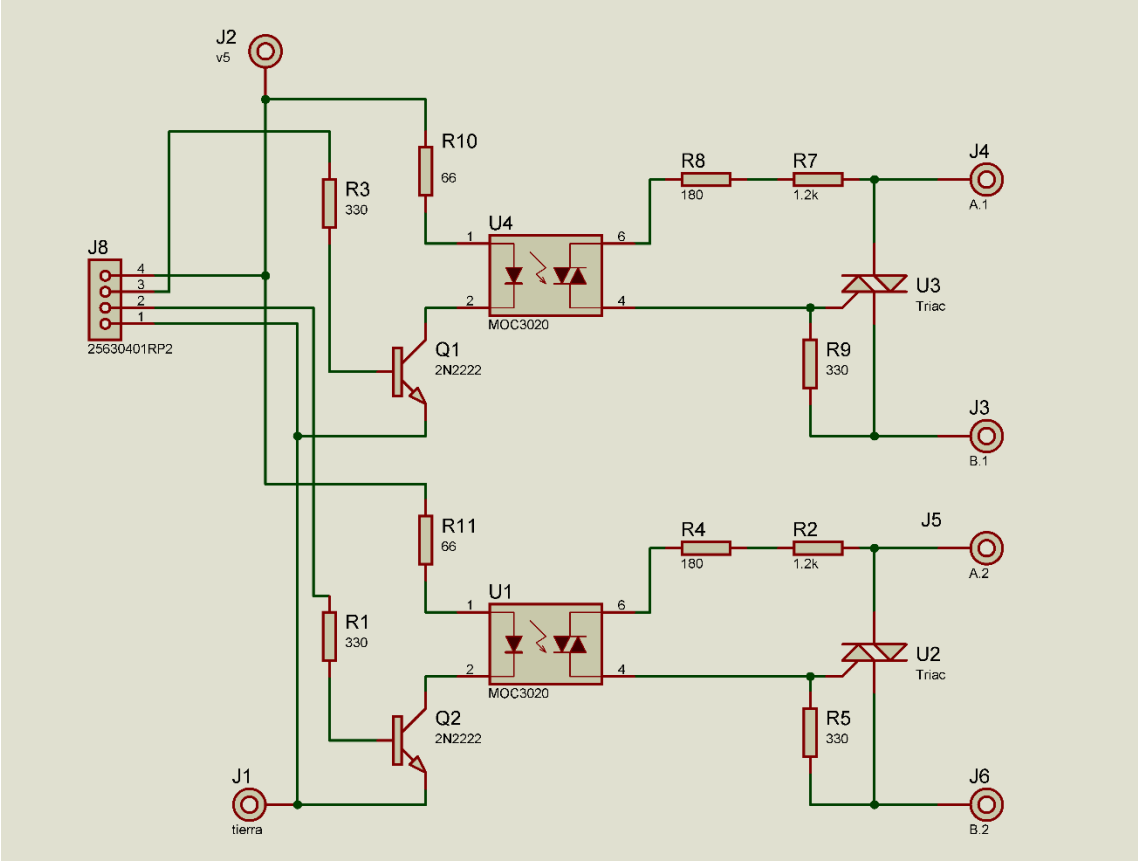 J2
v5
R10
66
R3
330
J8
4
3
2
1
25630401RP2
U4
1
6
2
4
MOC3020
Q1
2N2222
R8
180
R7
1.2k
J4
A.1
U3
Triac
R9
330
J3
B.1
R11
66
R1
330
U1
1
6
2
4
MOC3020
Q2
2N2222
R4
180
R2
1.2k
J5
A.2
U2
Triac
R5
330
J6
B.2
J1
tierra